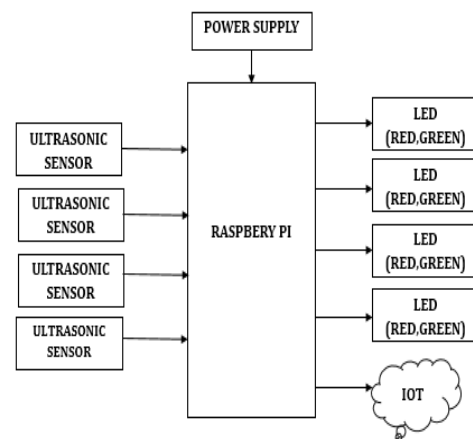 POWER SUPPLY
ULTRASONIC
SENSOR
ULTRASONIC
SENSOR
ULTRASONIC
SENSOR
ULTRASONIC
SENSOR
RASPBERY PI
LED
(RED,GREEN)
LED
(RED,GREEN)
LED
(RED,GREEN)
LED
(RED,GREEN)
IOT